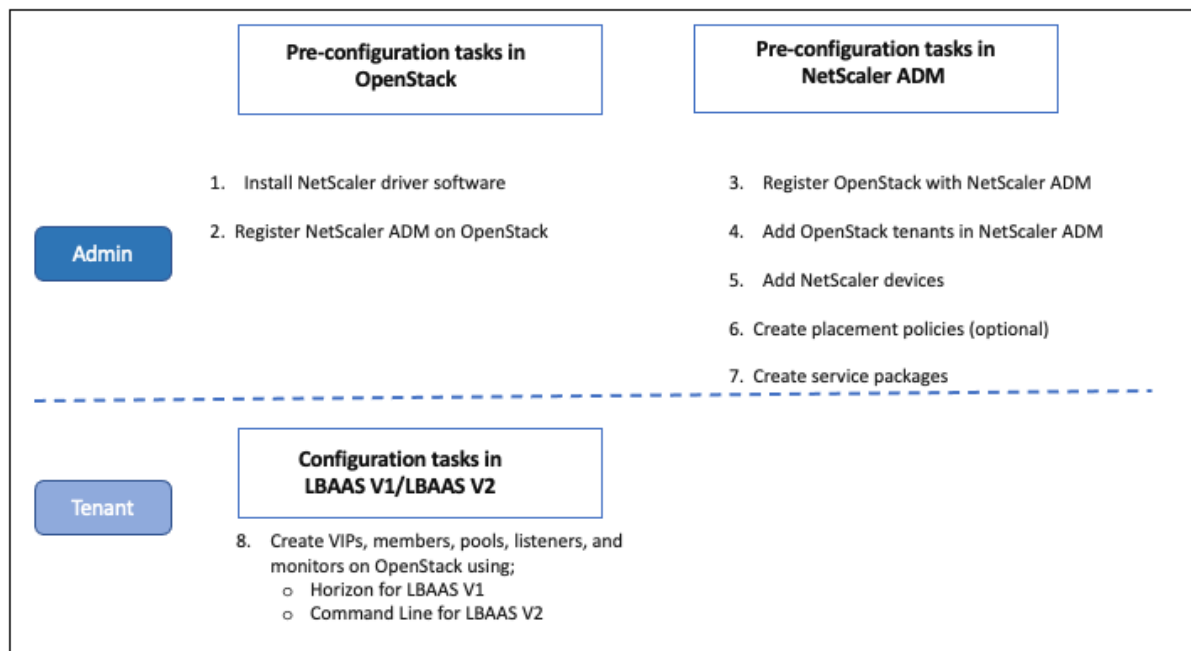 Pre-configuration tasks in
OpenStack
Pre-configuration tasks in
NetScaler ADM
Admin
1. Install NetScaler driver software
2. Register NetScaler ADM on OpenStack
3. Register OpenStack with NetScaler ADM
4. Add OpenStack tenants in NetScaler ADM
5. Add NetScaler devices
6. Create placement policies (optional)
7. Create service packages
Tenant
Configuration tasks in
LBAAS V1/LBAAS V2
8. Create VIPs, members, pools, listeners, and
monitors on OpenStack using;
o Horizon for LBAAS V1
o Command Line for LBAAS V2